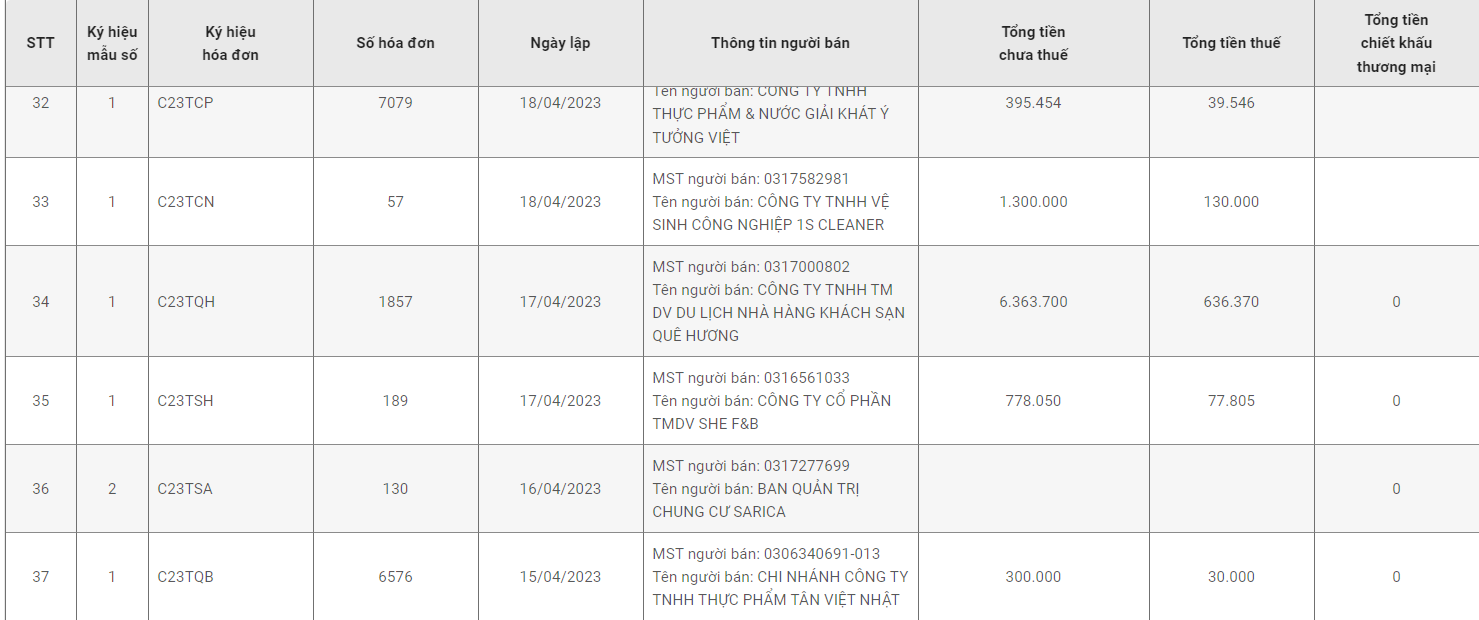 STT
Ký hiệu
mẫu số
Ký hiệu
hóa đơn
Số hóa đơn
Ngày lập
Thông tin người bán
Tổng tiền
chưa thuế
Tổng tiền thuế
Tổng tiền
chiết khấu
thương mại
32
1
C23TCP
7079
18/04/2023
Tên người bán: CÔNG TY TNHH
THỰC PHẨM & NƯỚC GIẢI KHÁT Ý
TƯỞNG VIỆT
395.454
39.546
33
1
C23TCN
57
18/04/2023
MST người bán: 0317582981
Tên người bán: CÔNG TY TNHH VỆ
SINH CÔNG NGHIỆP 1S CLEANER
1.300.000
130.000
34
1
C23TQH
1857
17/04/2023
MST người bán: 0317000802
Tên người bán: CÔNG TY TNHH TM
DV DU LỊCH NHÀ HÀNG KHÁCH SẠN
QUÊ HƯƠNG
6.363.700
636.370
0
35
1
C23TSH
189
17/04/2023
MST người bán: 0316561033
Tên người bán: CÔNG TY CỔ PHẦN
TMDV SHE F&B
778.050
77.805
0
36
2
C23TSA
130
16/04/2023
MST người bán: 0317277699
Tên người bán: BAN QUẢN TRỊ
CHUNG CƯ SARICA
0
37
1
C23TQB
6576
15/04/2023
MST người bán: 0306340691-013
Tên người bán: CHI NHÁNH CÔNG TY
TNHH THỰC PHẨM TÂN VIỆT NHẬT
300.000
30.000
0